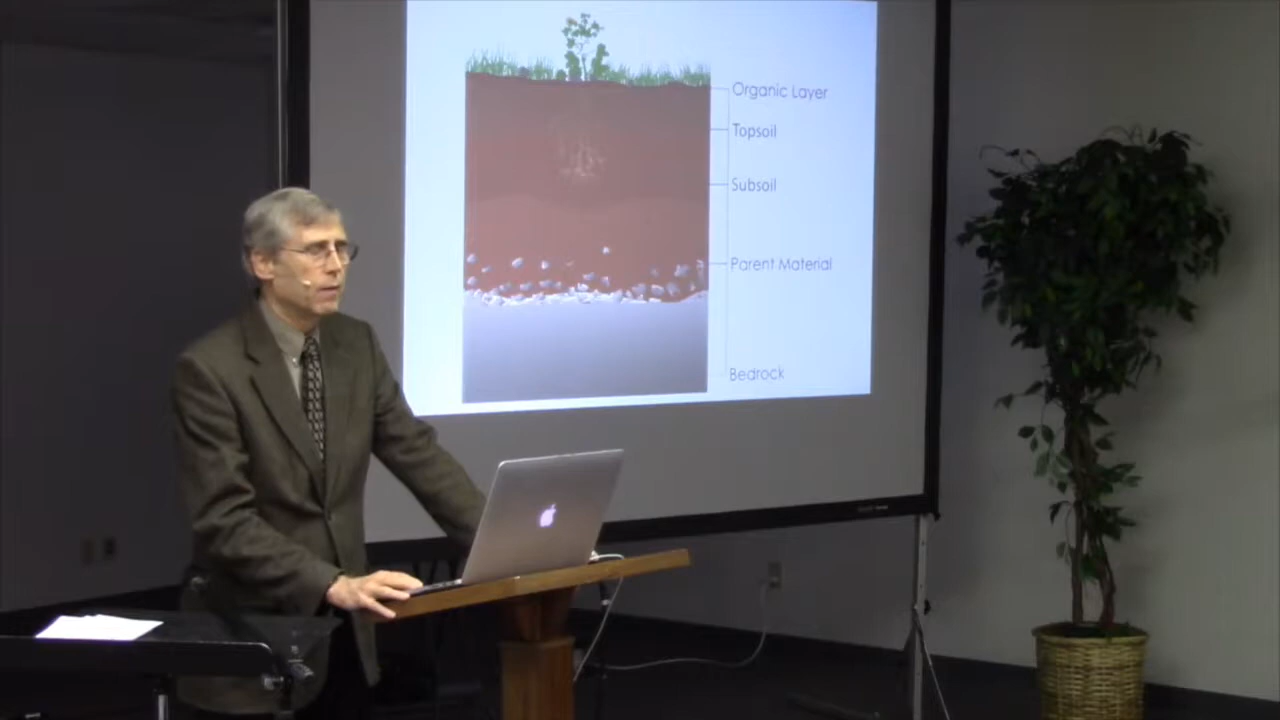 Organic Layer
Topsoil
Subsoil
Parent Material
Bedrock